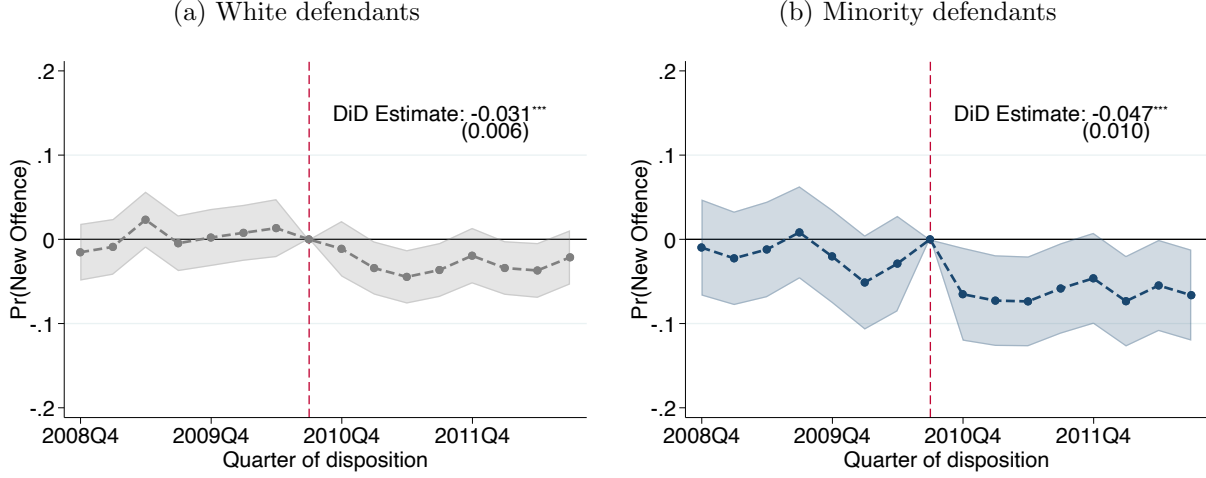 (a) White defendants
.2
.1
0
-.1
-.2
Pr(New Offence)
DiD Estimate: -0.031***
(0.006)
2008Q4 2009Q4 2010Q4 2011Q4
Quarter of disposition
(b) Minority defendants
.2
.1
0
-.1
-.2
Pr(New Offence)
DiD Estimate: -0.047***
(0.010)
2008Q4 2009Q4 2010Q4 2011Q4
Quarter of disposition